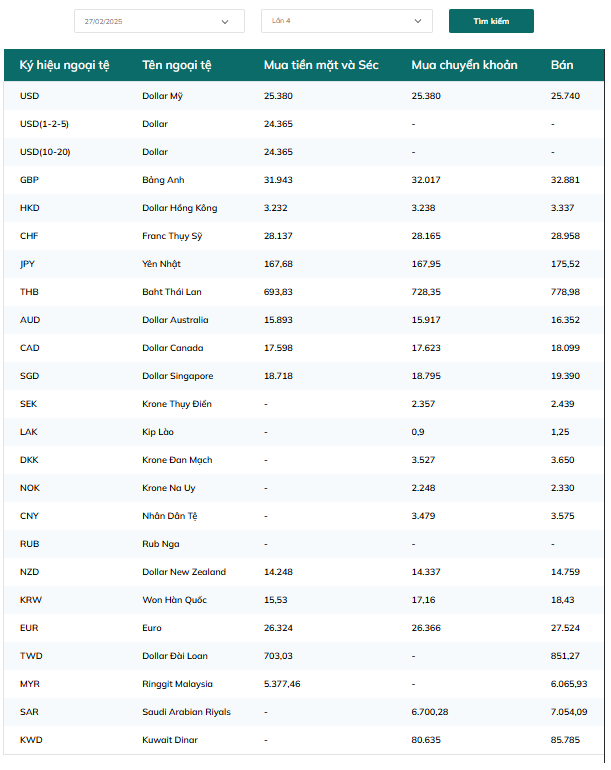 27/02/2025 Lần 4 Tìm kiếm
Ký hiệu ngoại tệ Tên ngoại tệ Mua tiền mặt và Séc Mua chuyển khoản Bán
USD Dollar Mỹ 25.380 25.380 25.740
USD(1-2-5) Dollar 24.365 - -
USD(10-20) Dollar 24.365 - -
GBP Bảng Anh 31.943 32.017 32.881
HKD Dollar Hồng Kông 3.232 3.238 3.337
CHF Franc Thụy Sỹ 28.137 28.165 28.958
JPY Yên Nhật 167,68 167,95 175,52
THB Baht Thái Lan 693,83 728,35 778,98
AUD Dollar Australia 15.893 15.917 16.352
CAD Dollar Canada 17.598 17.623 18.099
SGD Dollar Singapore 18.718 18.795 19.390
SEK Krone Thụy Điển - 2.357 2.439
LAK Kip Lào - 0,9 1,25
DKK Krone Đan Mạch - 3.527 3.650
NOK Krone Na Uy - 2.248 2.330
CNY Nhân Dân Tệ - 3.479 3.575
RUB Rub Nga - - -
NZD Dollar New Zealand 14.248 14.337 14.759
KRW Won Hàn Quốc 15,53 17,16 18,43
EUR Euro 26.324 26.366 27.524
TWD Dollar Đài Loan 703,03 - 851,27
MYR Ringgit Malaysia 5.377,46 - 6.065,93
SAR Saudi Arabian Riyals - 6.700,28 7.054,09
KWD Kuwait Dinar - 80.635 85.785